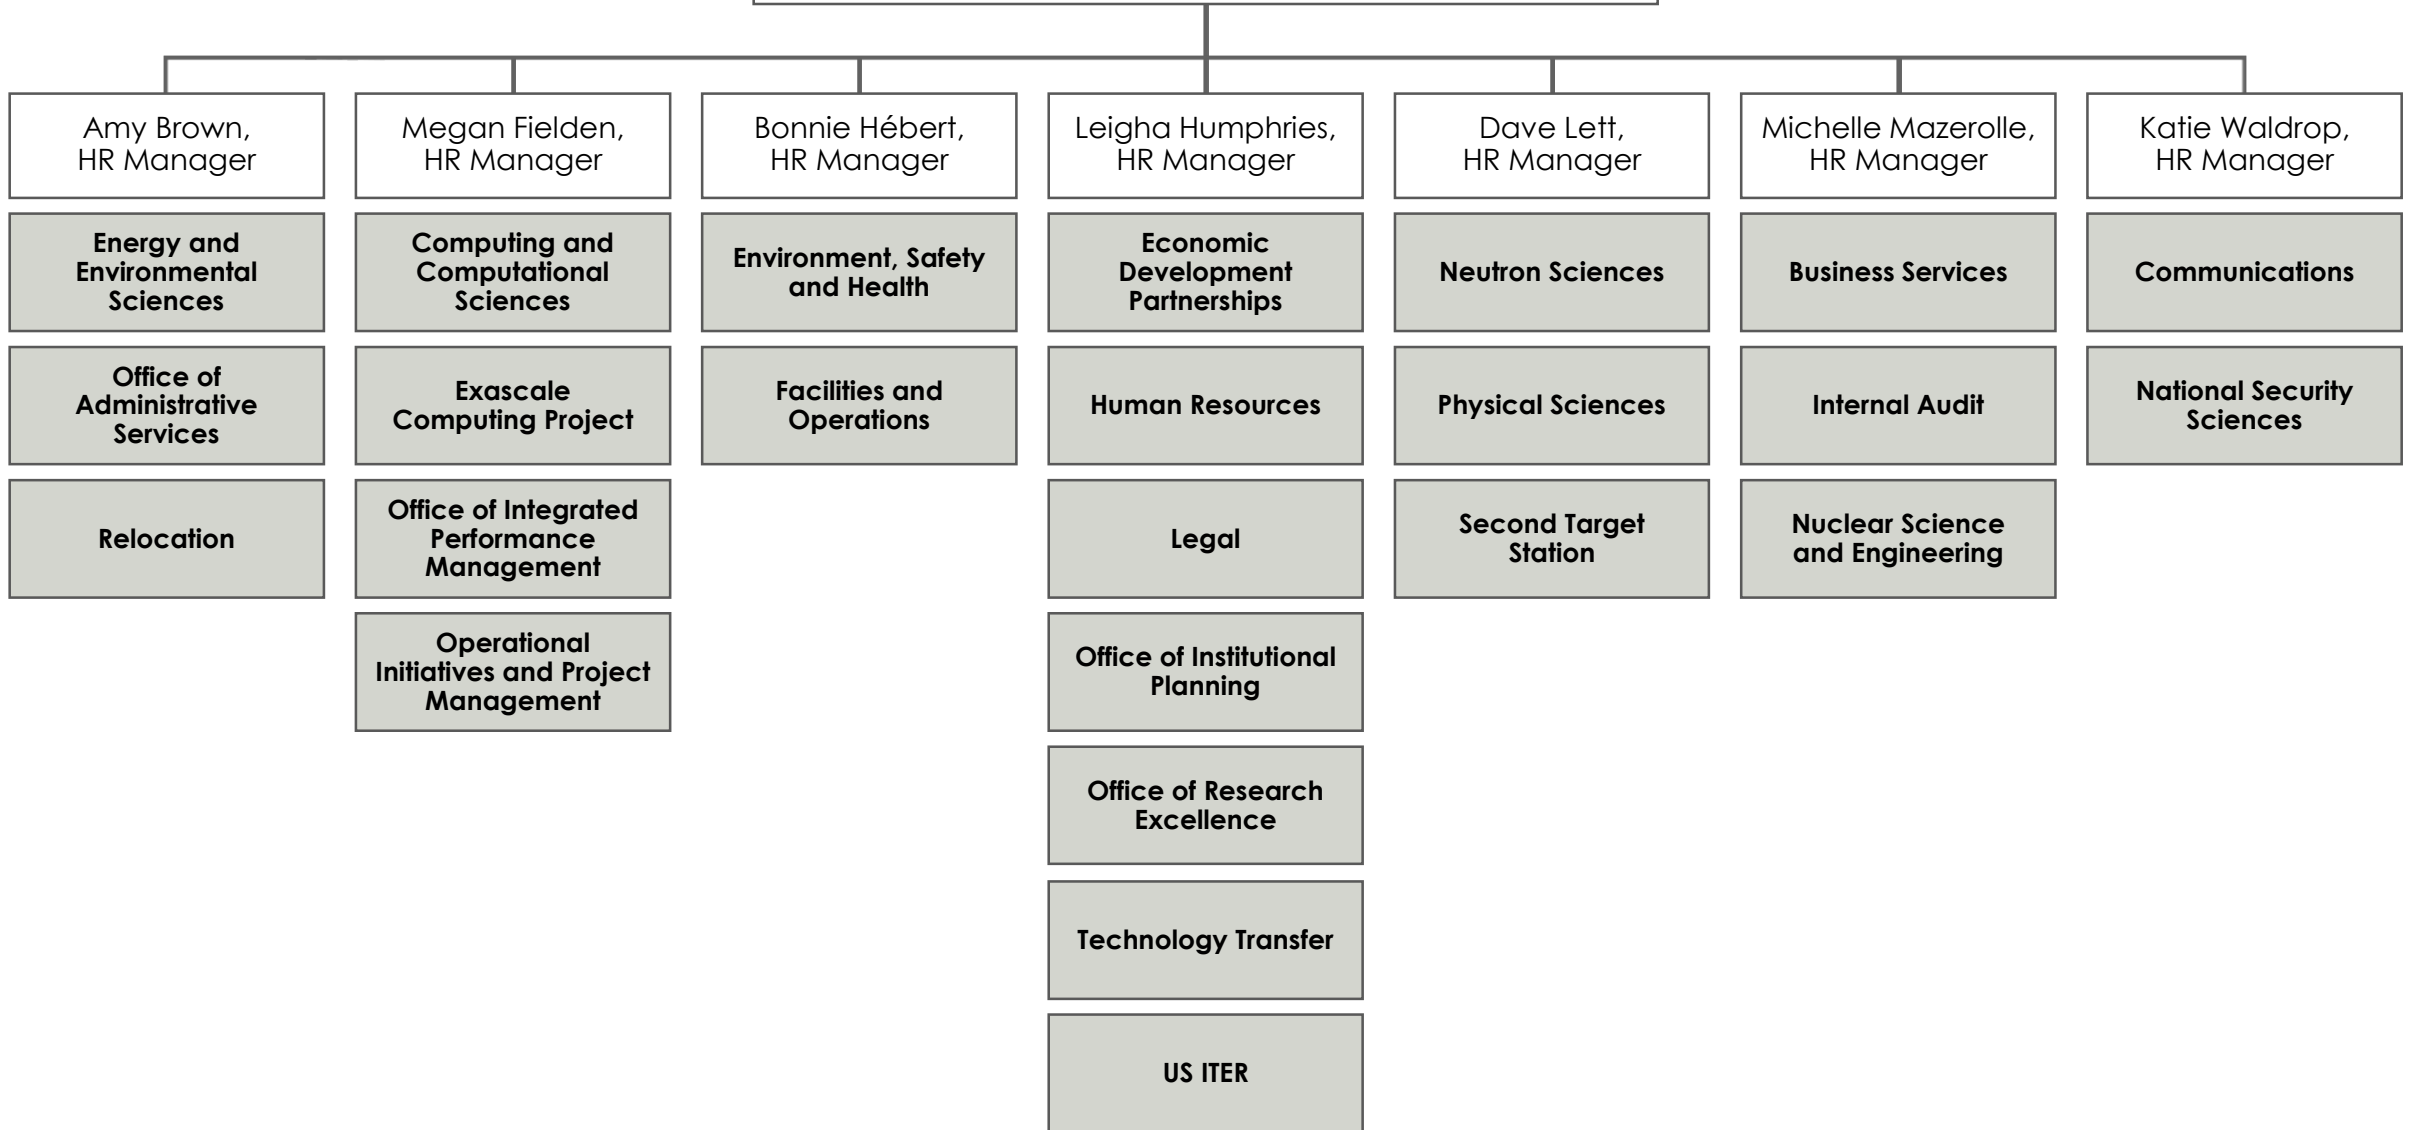 Amy Brown,
HR Manager
Energy and
Environmental
Sciences
Office of
Administrative
Services
Relocation
Megan Fielden,
HR Manager
Computing and
Computational
Sciences
Exascale
Computing Project
Office of Integrated
Performance
Management
Operational
Initiatives and Project
Management
Bonnie Hébert,
HR Manager
Environment, Safety
and Health
Facilities and
Operations
Leigha Humphries,
HR Manager
Economic
Development
Partnerships
Human Resources
Legal
Office of Institutional
Planning
Office of Research
Excellence
Technology Transfer
US ITER
Dave Lett,
HR Manager
Neutron Sciences
Physical Sciences
Second Target
Station
Michelle Mazerolle,
HR Manager
Business Services
Internal Audit
Nuclear Science
and Engineering
Katie Waldrop,
HR Manager
Communications
National Security
Sciences